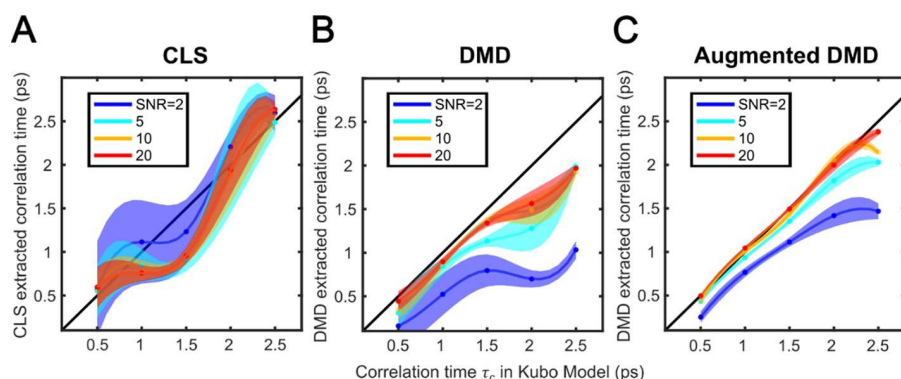 A
CLS
CLS extracted correlation time (ps)
SNR=2
5
10
20
2.5
2
1.5
1
0.5
0.5 1 1.5 2 2.5
B
DMD
DMD extracted correlation time (ps)
SNR=2
5
10
20
2.5
2
1.5
1
0.5
0.5 1 1.5 2 2.5
Correlation time τc in Kubo Model (ps)
C
Augmented DMD
DMD extracted correlation time (ps)
SNR=2
5
10
20
2.5
2
1.5
1
0.5
0.5 1 1.5 2 2.5